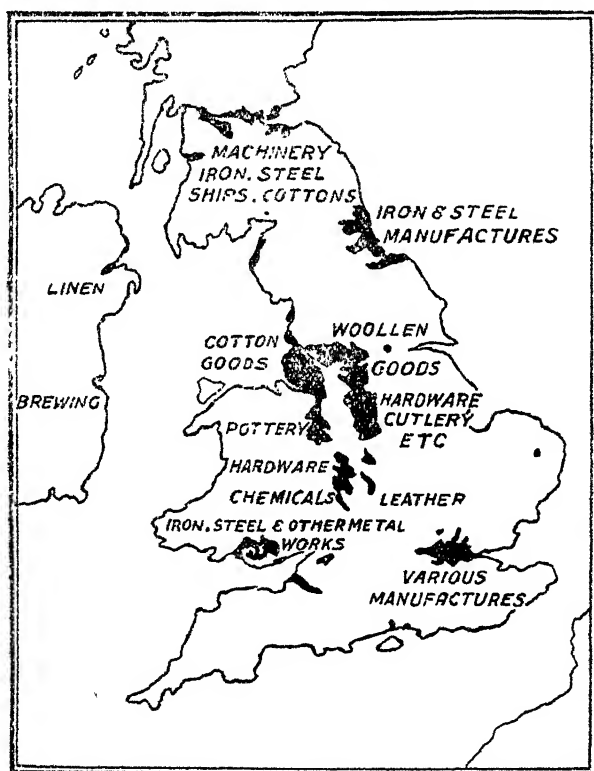 MACHINERY
IRON. STEEL
SHIPS. COTTONS
IRON & STEEL
MANUFACTURES
LINEN
COTTON
GOODS
WOOLLEN
GOODS
BREWING
HARDWARE
CUTLERY
ETC
POTTERY
HARDWARE
CHEMICALS
LEATHER
IRON. STEEL & OTHER METAL
WORKS
VARIOUS
MANUFACTURES